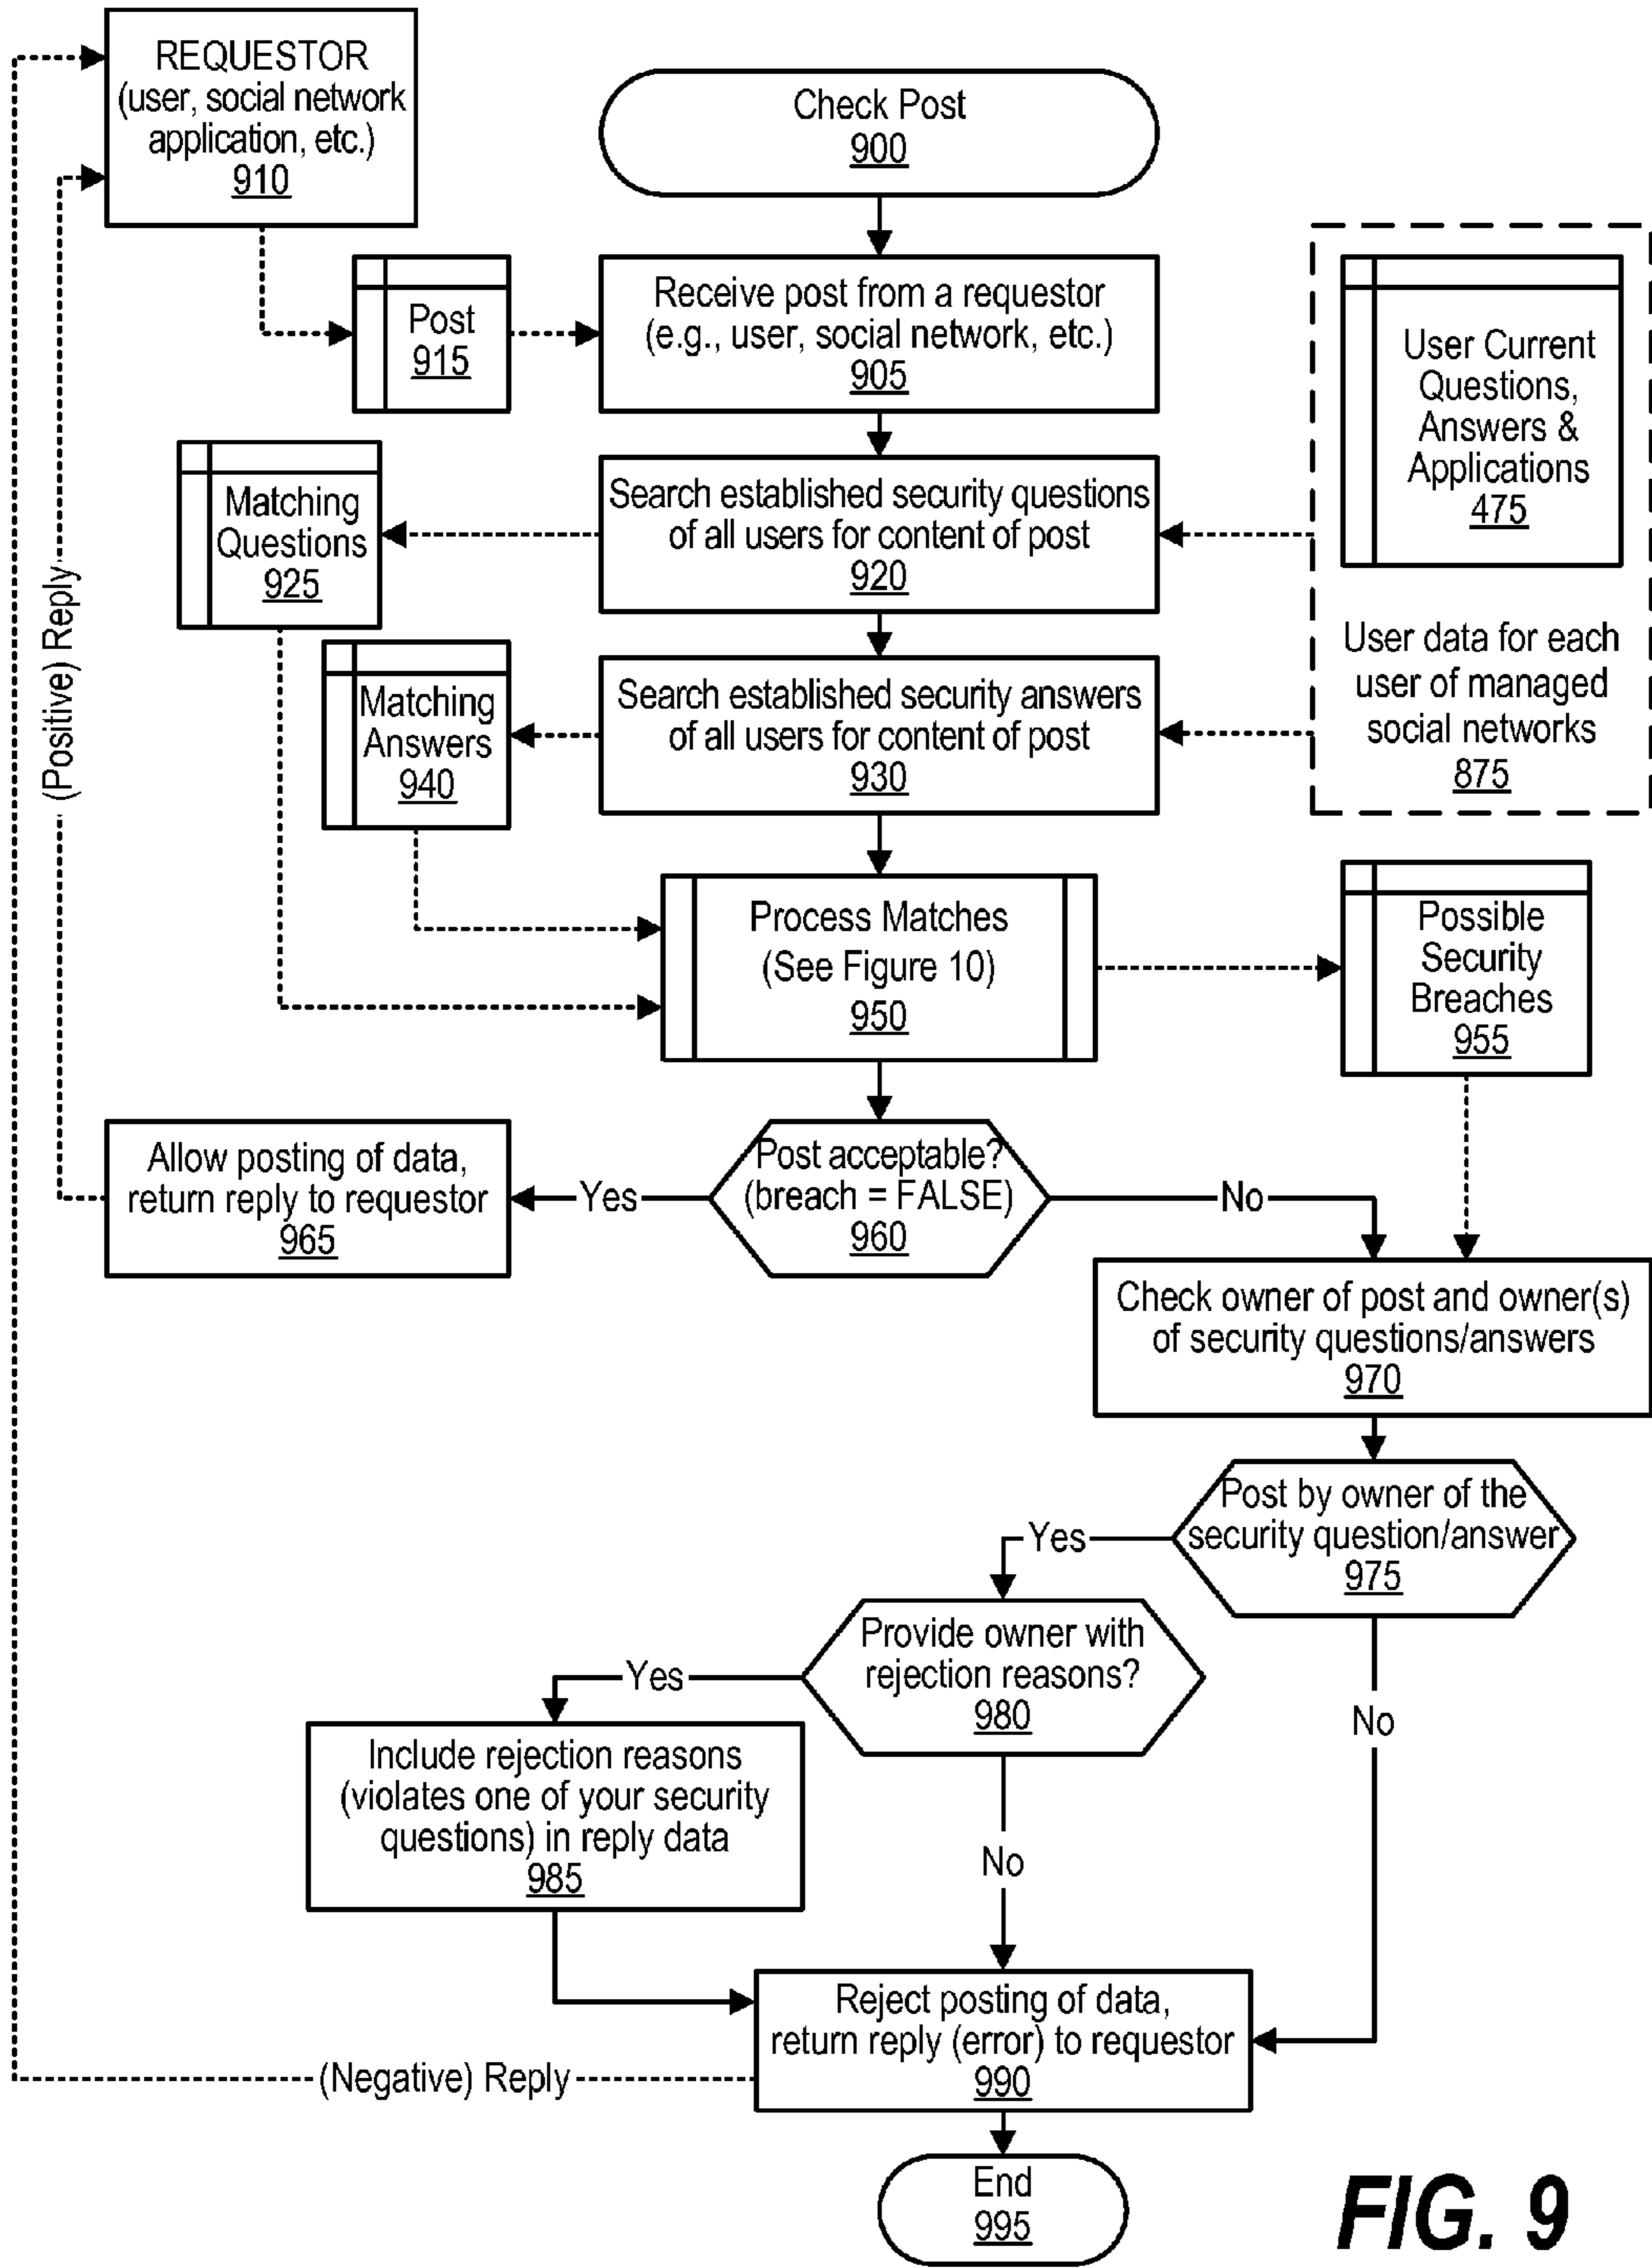 REQUESTOR
(user, social network
application, etc.)
910
Check Post
900
Post
915
Receive post from a requestor
(e.g., user, social network, etc.)
905
User Current
Questions,
Answers &
Applications
475
Matching
Questions
925
Search established security questions
of all users for content of post
920
User data for each
user of managed
social networks
875
Matching
Answers
940
Search established security answers
of all users for content of post
930
(Positive) Reply
Process Matches
(See Figure 10)
950
Possible
Security
Breaches
955
Allow posting of data,
return reply to requestor
965
Yes
Post acceptable?
(breach = FALSE)
960
No
Check owner of post and owner(s)
of security questions/answers
970
Post by owner of the
security question/answer
975
Yes
Provide owner with
rejection reasons?
980
Yes
No
Include rejection reasons
(violates one of your security
questions) in reply data
985
No
Reject posting of data,
return reply (error) to requestor
990
(Negative) Reply
End
995
FIG. 9